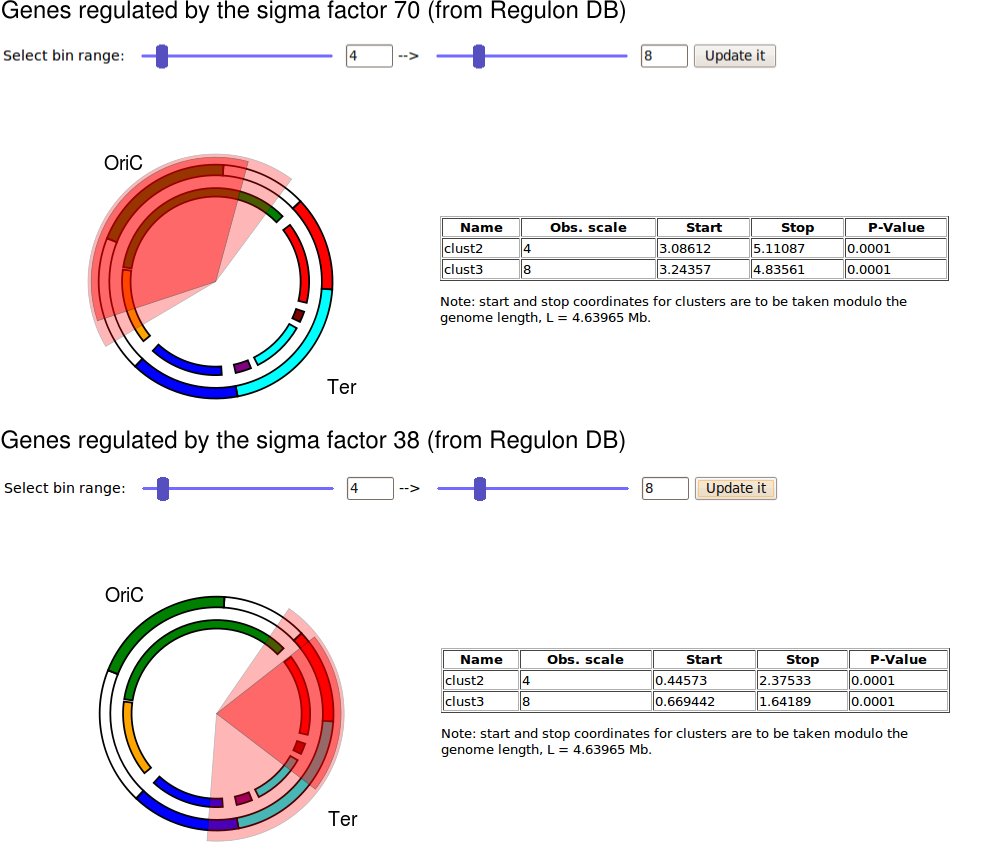 Genes regulated by the sigma factor 70 (from Regulon DB)
Select bin range: 4 --> 8 Update it
OriC
Ter
Name Obs. scale Start Stop P-Value
clust2 4 3.08612 5.11087 0.0001
clust3 8 3.24357 4.83561 0.0001
Note: start and stop coordinates for clusters are to be taken modulo the
genome length, L = 4.63965 Mb.
Genes regulated by the sigma factor 38 (from Regulon DB)
Select bin range: 4 --> 8 Update it
OriC
Ter
Name Obs. scale Start Stop P-Value
clust2 4 0.44573 2.37533 0.0001
clust3 8 0.669442 1.64189 0.0001
Note: start and stop coordinates for clusters are to be taken modulo the
genome length, L = 4.63965 Mb.